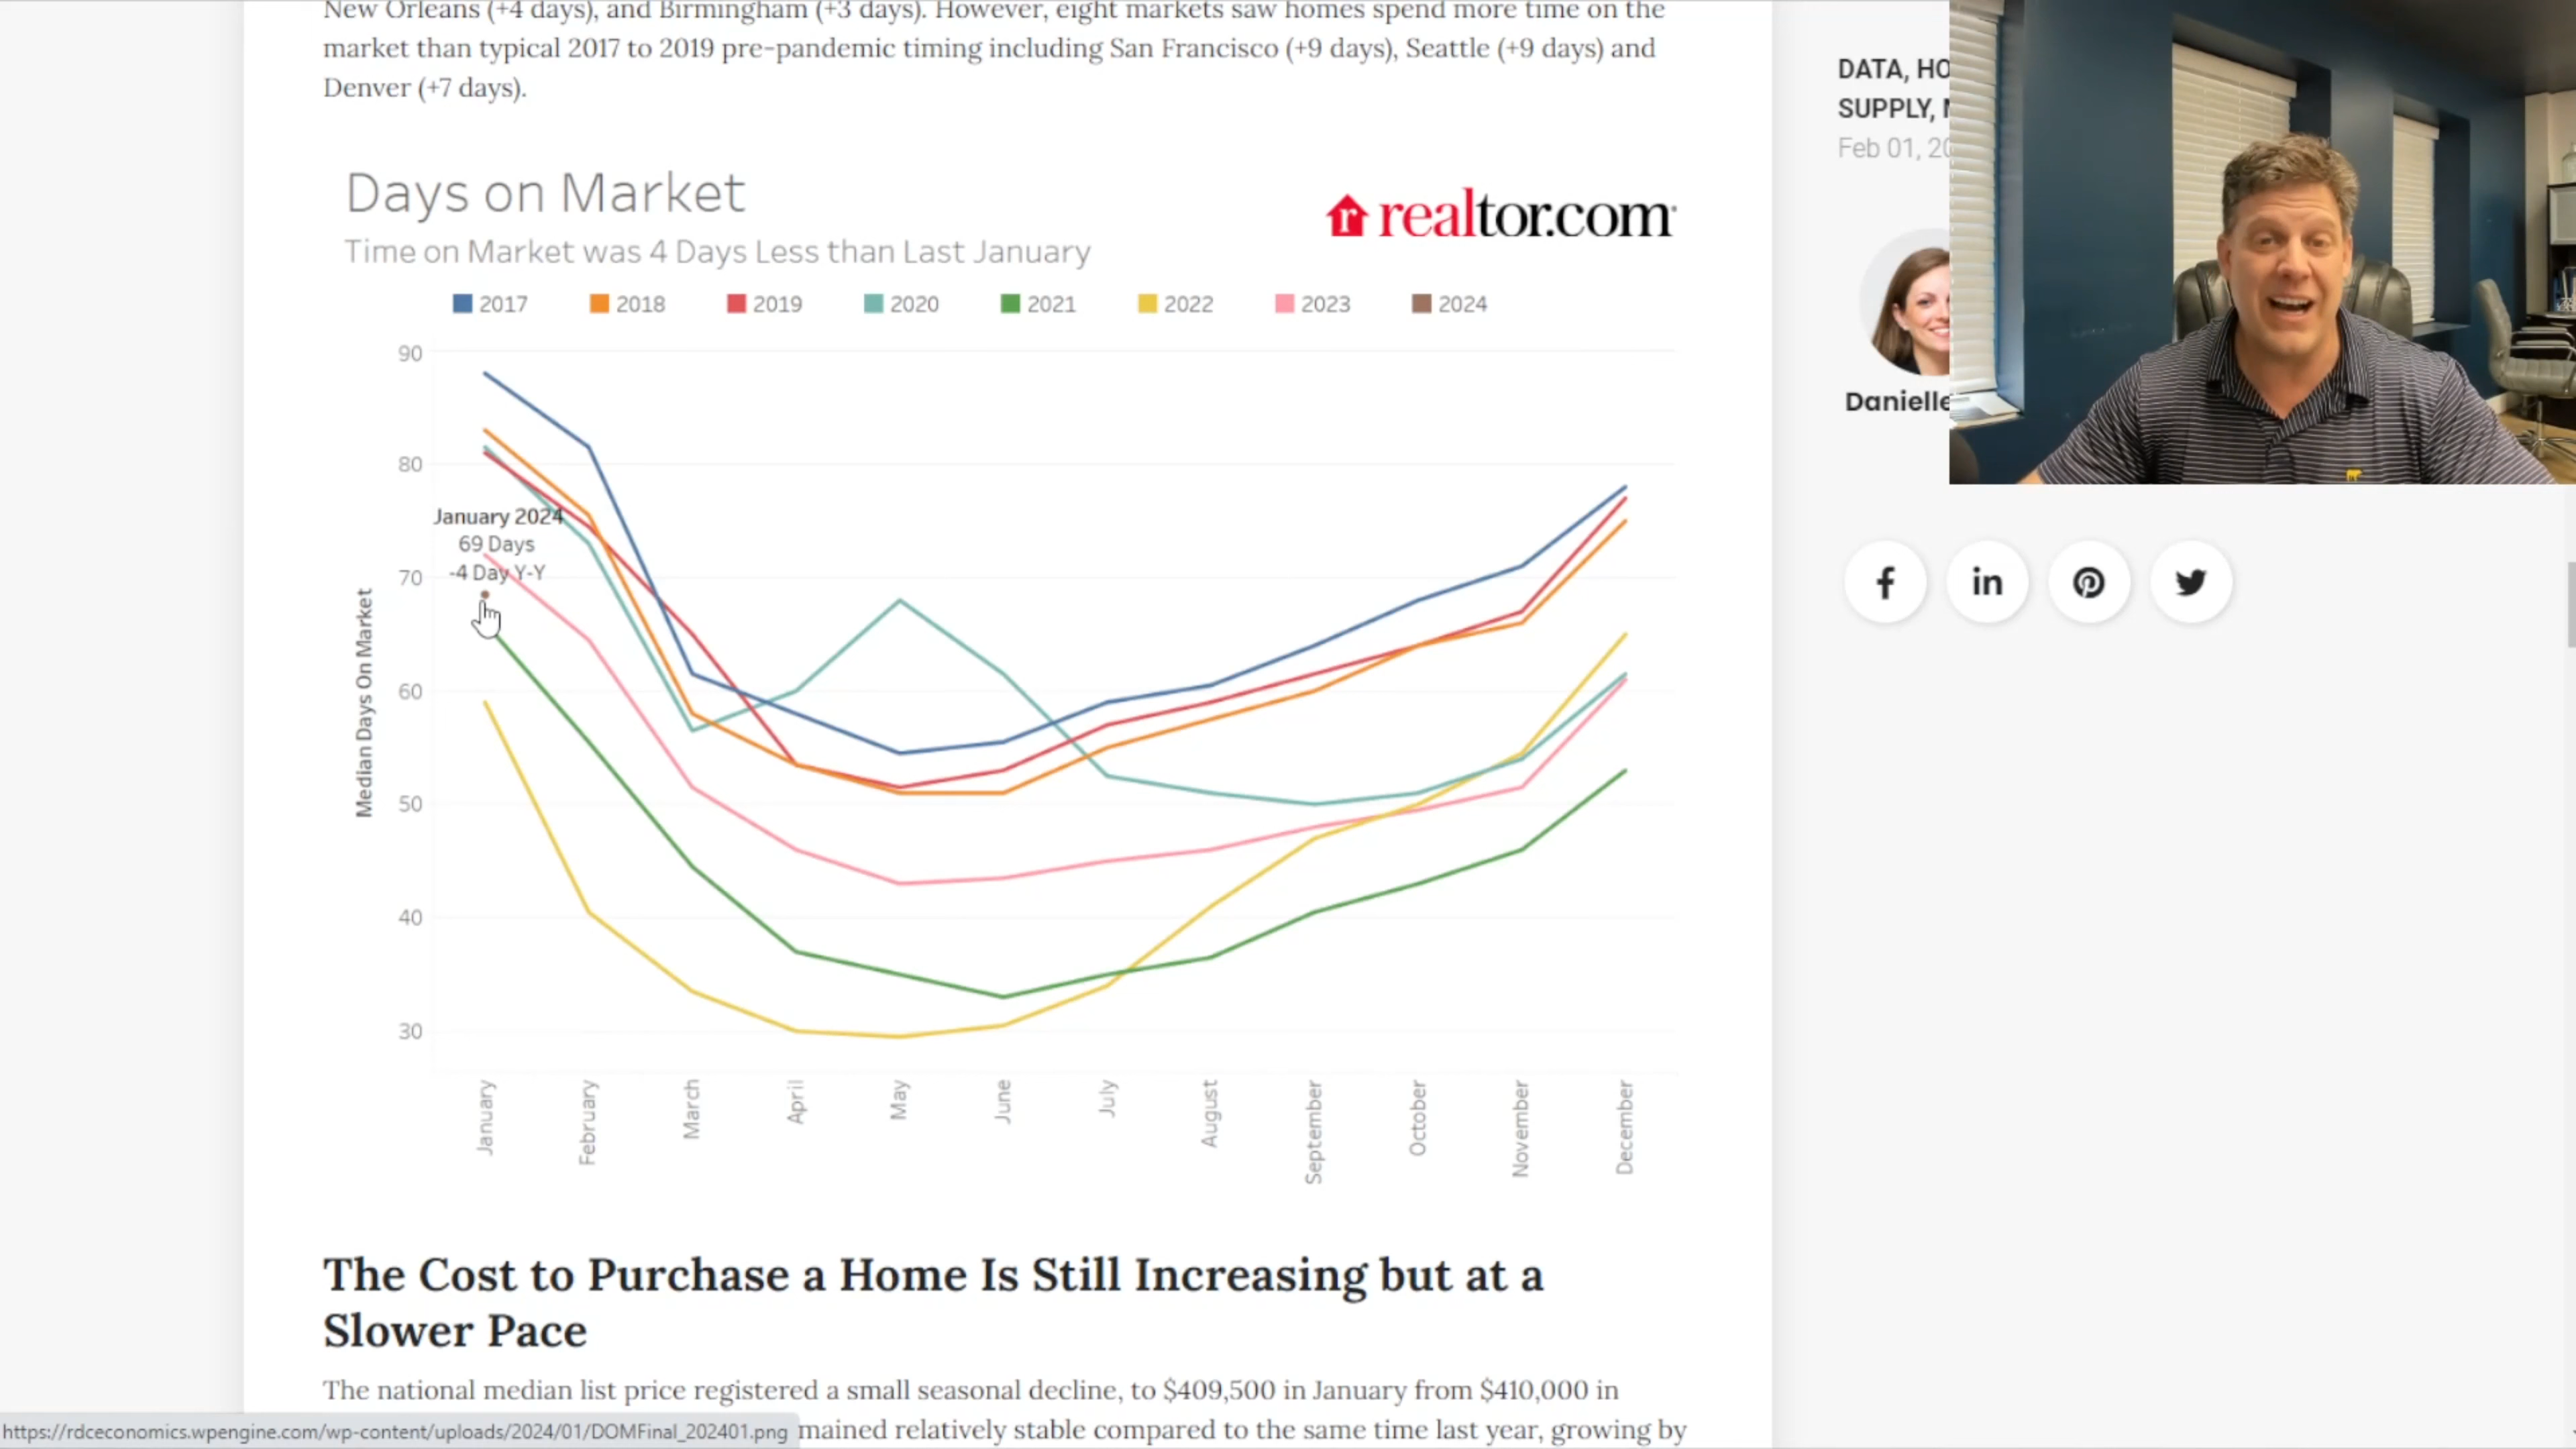 New Orleans (+4 days), and Birmingham (+3 days). However, eight markets saw homes spend more time on the
market than typical 2017 to 2019 pre-pandemic timing including San Francisco (+9 days), Seattle (+9 days) and
Denver (+7 days).
Days on Market
realtor.com
Time on Market was 4 Days Less than Last January
2017 2018 2019 2020 2021 2022 2023 2024
90
80
70
60
50
40
30
Median Days On Market
January 2024
69 Days
-4 Day Y-Y
January February March April May June July August September October November December
The Cost to Purchase a Home Is Still Increasing but at a
Slower Pace
The national median list price registered a small seasonal decline, to $409,500 in January from $410,000 in
mained relatively stable compared to the same time last year, growing by
https://rdceconomics.wpengine.com/wp-content/uploads/2024/01/DOMFinal_202401.png
DATA, HO
SUPPLY,
Feb 01, 20
Danielle
f in